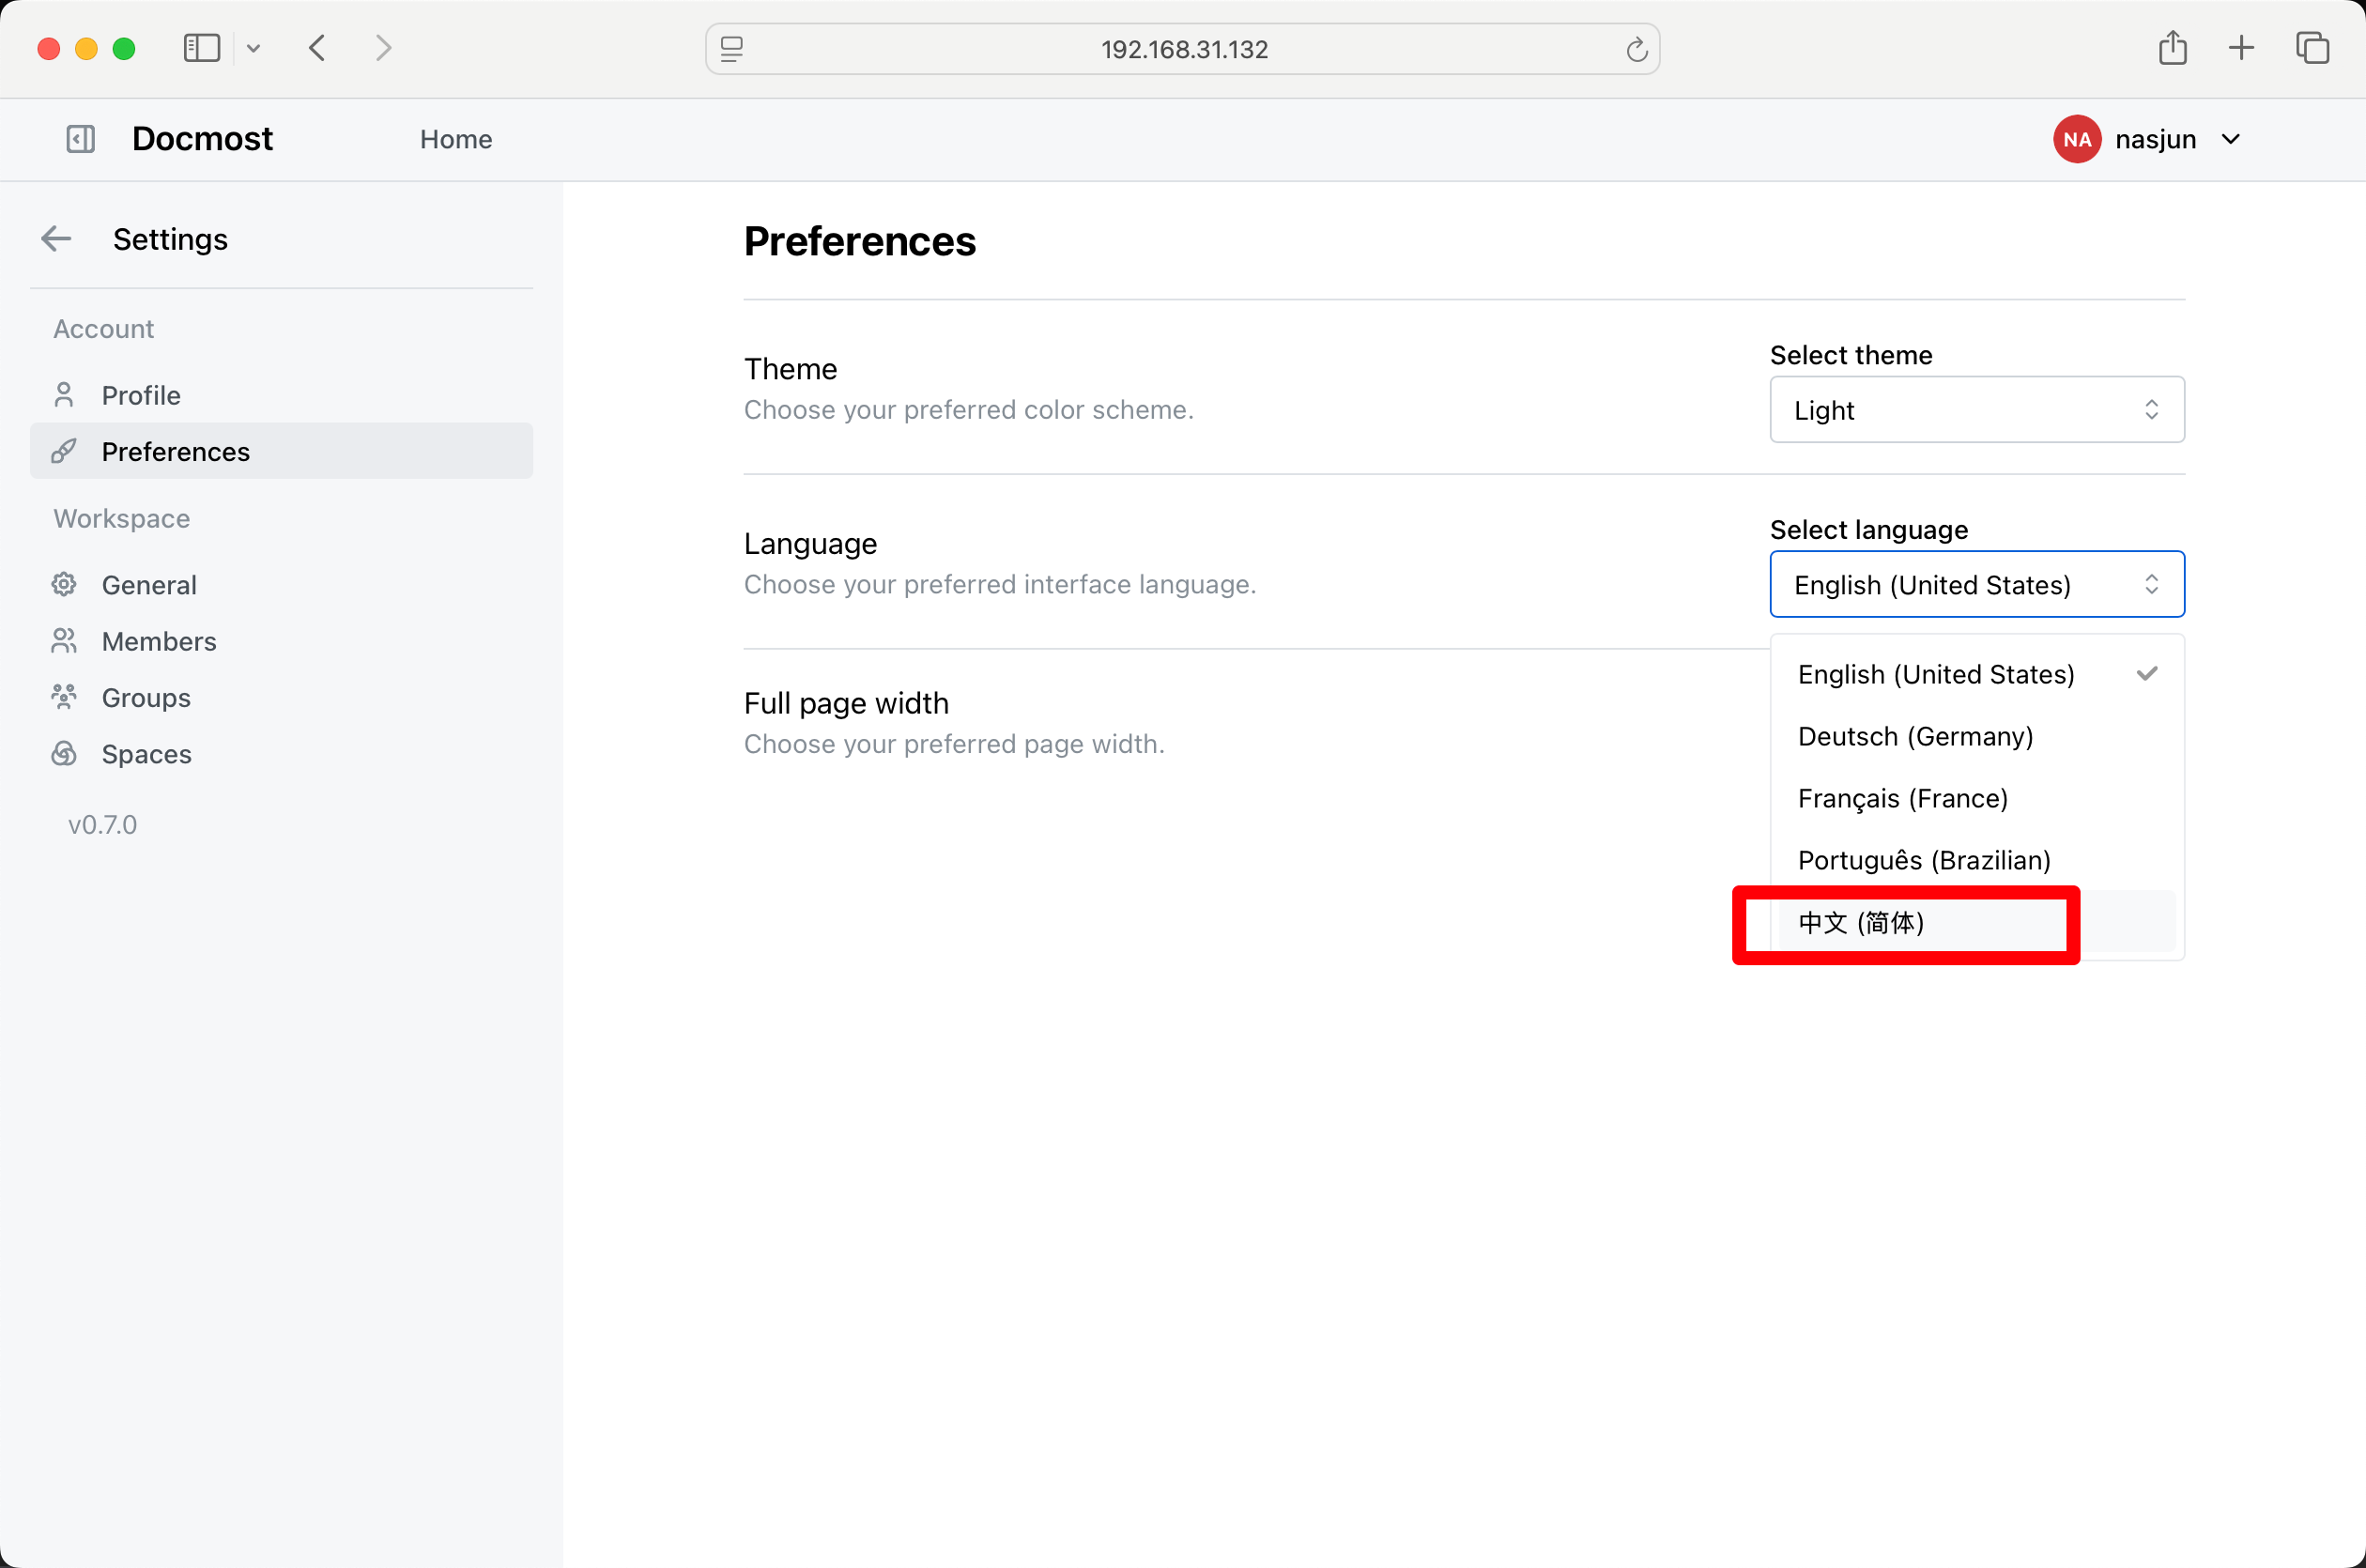 192.168.31.132
Docmost
Home
NA
nasjun
Settings
Account
Profile
Preferences
Workspace
General
Members
Groups
Spaces
v0.7.0
Preferences
Theme
Choose your preferred color scheme.
Select theme
Light
Language
Choose your preferred interface language.
Select language
English (United States)
English (United States)
Deutsch (Germany)
Français (France)
Português (Brazilian)
中文 (简体)
Full page width
Choose your preferred page width.